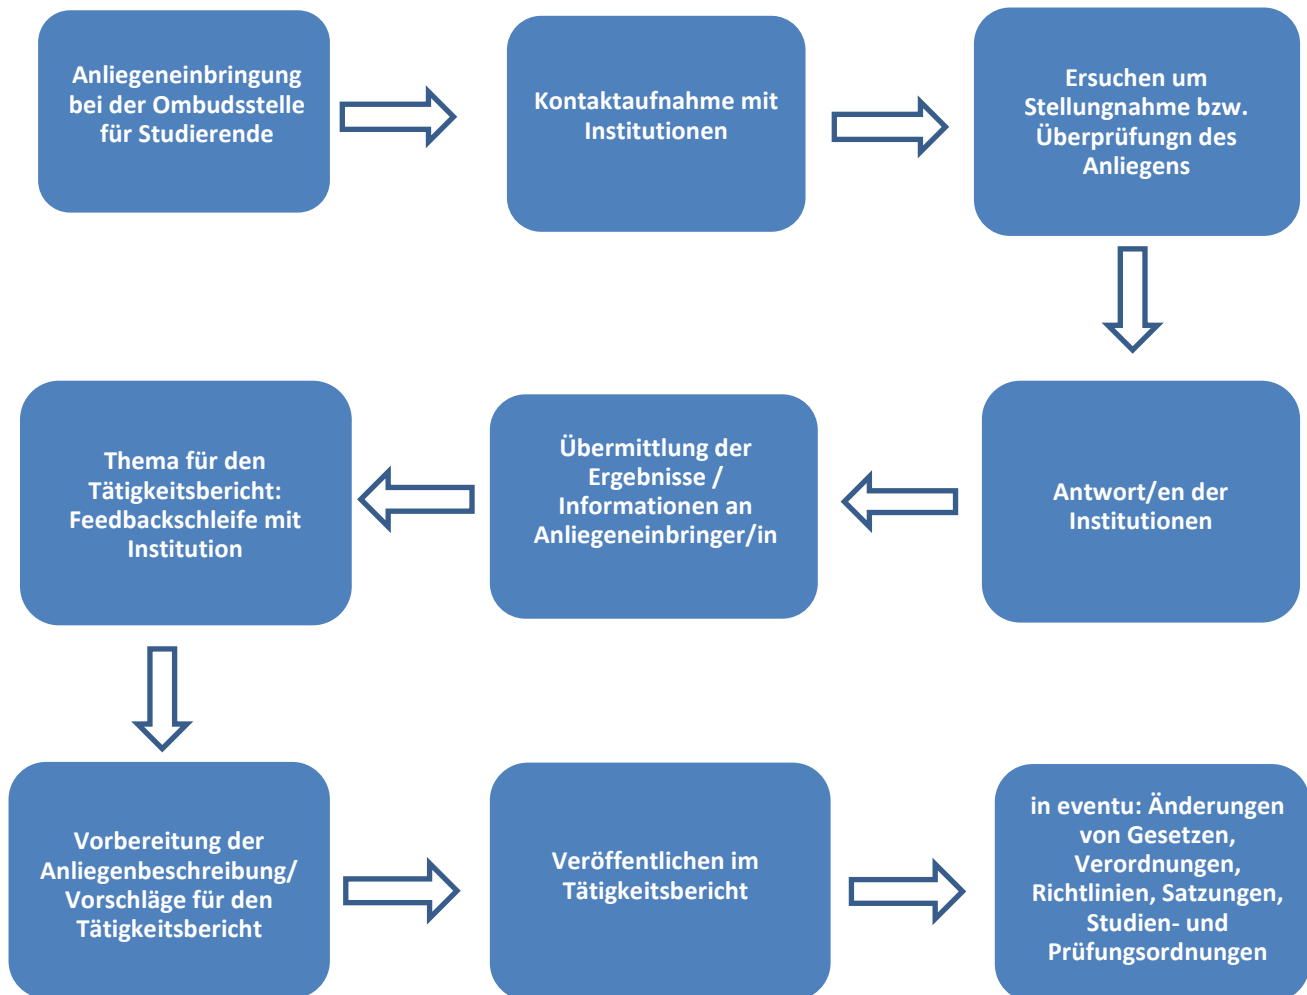 Anliegeneinbringung
bei der Ombudsstelle
für Studierende
Kontaktaufnahme mit
Institutionen
Ersuchen um
Stellungnahme bzw.
Überprüfungn des
Anliegens
Antwort/en der
Institutionen
Übermittlung der
Ergebnisse /
Informationen an
Anliegeneinbringer/in
Thema für den
Tätigkeitsbericht:
Feedbackschleife mit
Institution
Vorbereitung der
Anliegenbeschreibung/
Vorschläge für den
Tätigkeitsbericht
Veröffentlichen im
Tätigkeitsbericht
in eventu: Änderungen
von Gesetzen,
Verordnungen,
Richtlinien, Satzungen,
Studien- und
Prüfungsordnungen